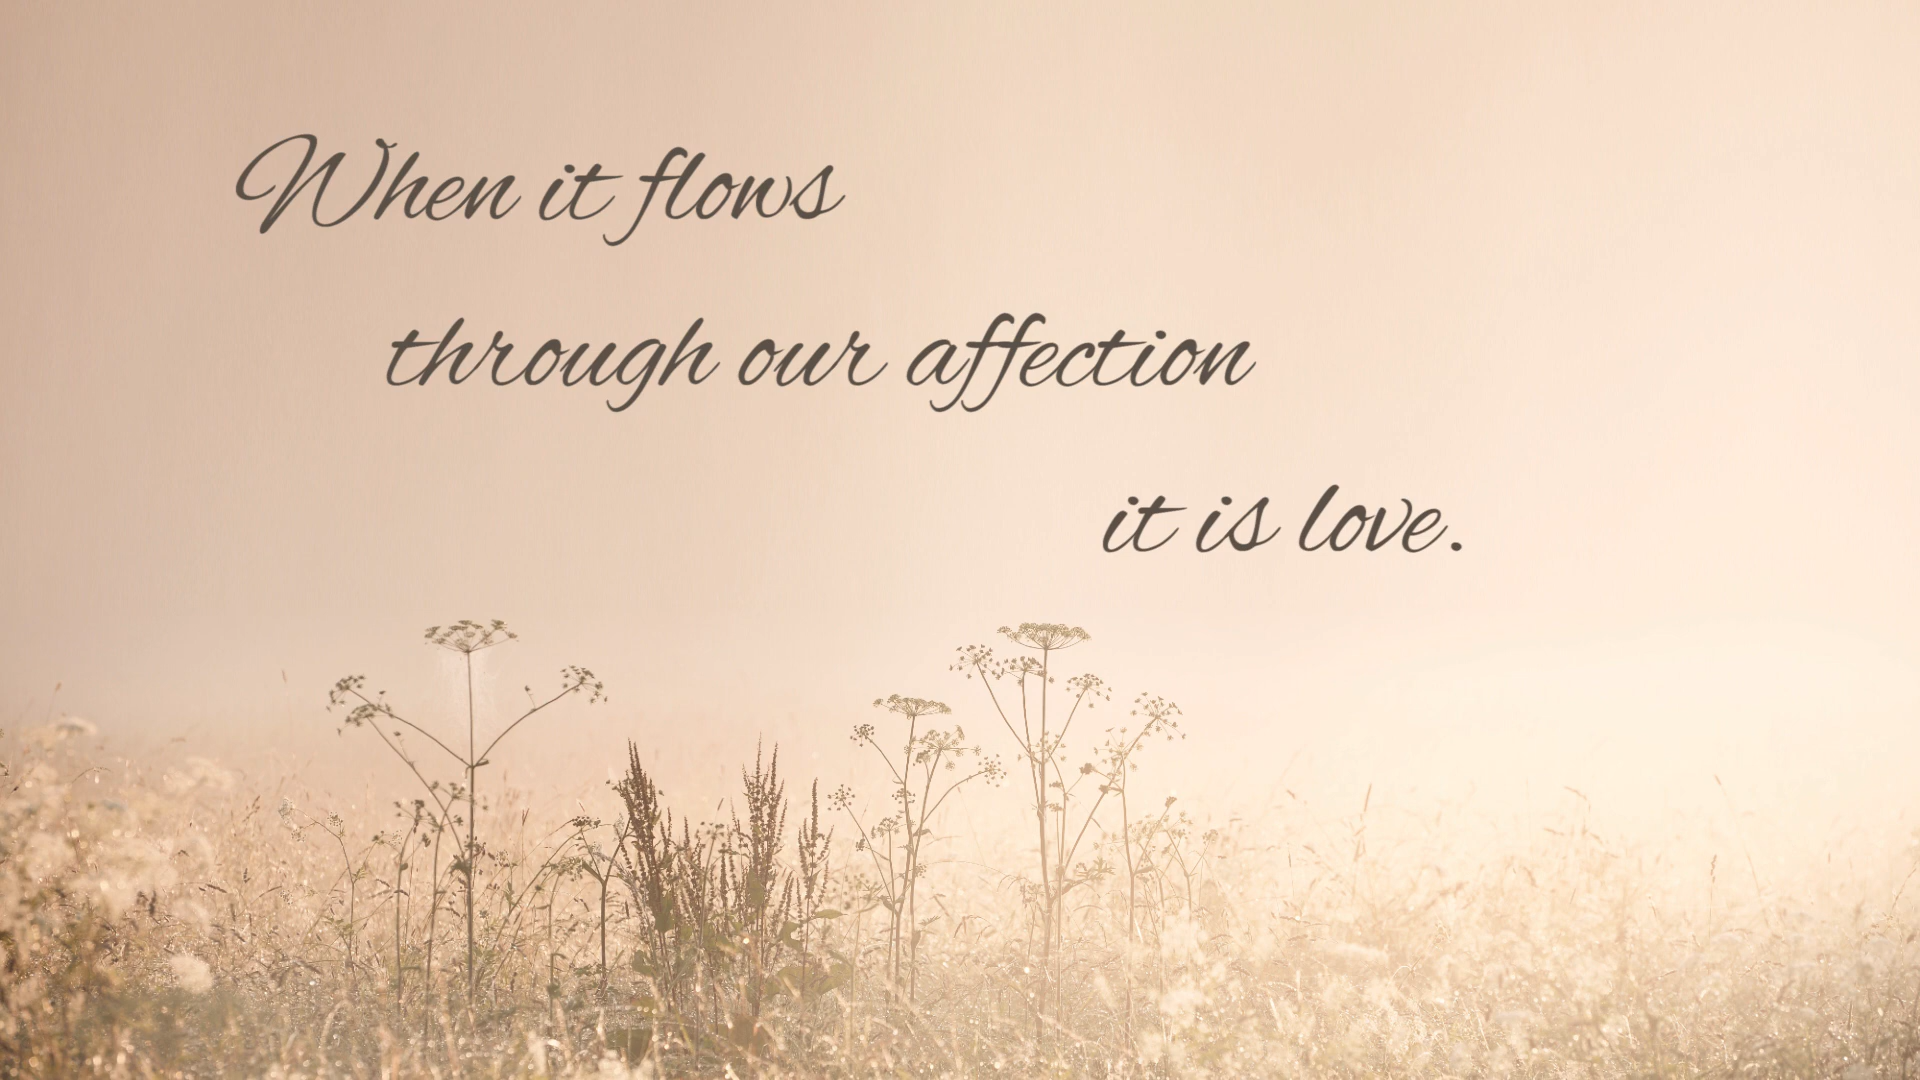 When it flows
through our affection
it is love.